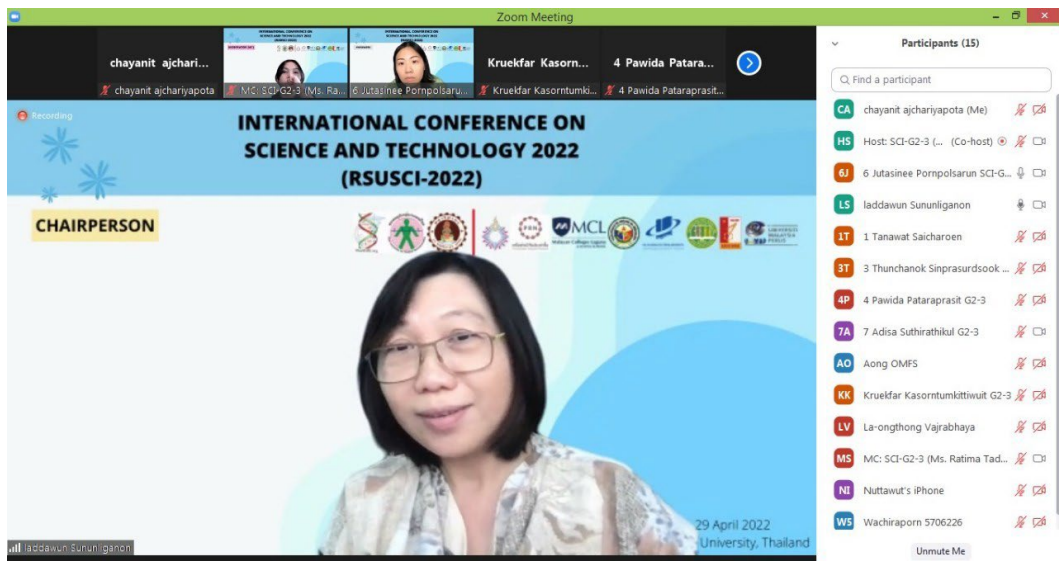 Zoom Meeting
chayanit ajchari...
Kruekfar Kasorn...
4 Pawida Patara...
chayanit ajchariyapota
MC: SCI-G2-3 (Ms. Ra...
6 Jutasinee Pornpolsaru...
Kruekfar Kasorntumki...
4 Pawida Pataraprasit...
Recording
INTERNATIONAL CONFERENCE ON
SCIENCE AND TECHNOLOGY 2022
(RSUSCI-2022)
CHAIRPERSON
MCL
29 April 2022
University, Thailand
laddawun Sununliganon
Participants (15)
Find a participant
CA chayanit ajchariyapota (Me)
HS Host: SCI-G2-3 (... (Co-host)
6J 6 Jutasinee Pornpolsarun SCI-G...
LS laddawun Sununliganon
1T 1 Tanawat Saicharoen
3T 3 Thunchanok Sinprasurdsook ...
4P 4 Pawida Pataraprasit G2-3
7A 7 Adisa Suthirathikul G2-3
AO Aong OMFS
KK Kruekfar Kasorntumkittiwuit G2-3
LV La-ongthong Vajrabhaya
MS MC: SCI-G2-3 (Ms. Ratima Tad...
NI Nuttawut's iPhone
W5 Wachiraporn 5706226
Unmute Me